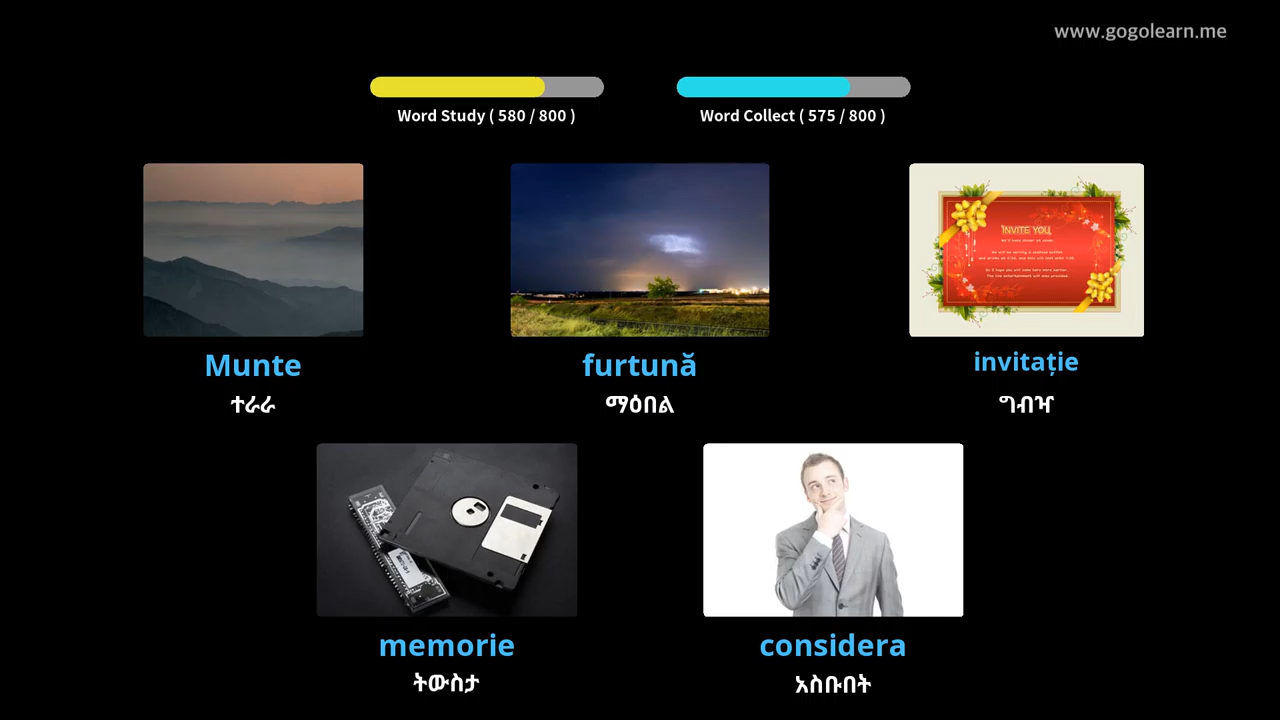 www.gogolearn.me
Word Study ( 580 / 800 )
Word Collect ( 575 / 800 )
INVITE YOU
Munte
furtună
invitație
ተራራ
ማዕበል
ግብዣ
memorie
considera
ትውስታ
አስቡበት